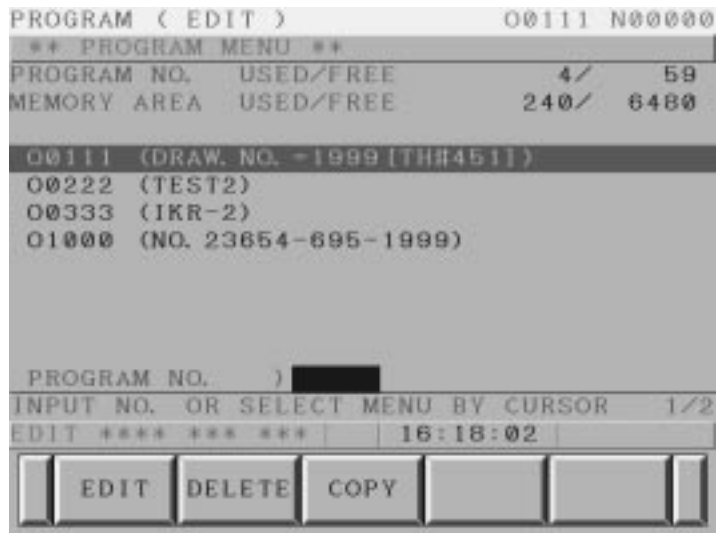 PROGRAM ( EDIT ) O0111 N00000
** PROGRAM MENU **
PROGRAM NO. USED/FREE 4/ 59
MEMORY AREA USED/FREE 240/ 6480
O0111 (DRAW. NO. -1999[TH#451])
O0222 (TEST2)
O0333 (IKR-2)
O1000 (NO. 23654-695-1999)
PROGRAM NO. )
INPUT NO. OR SELECT MENU BY CURSOR 1/2
EDIT **** *** *** 16:18:02
EDIT DELETE COPY